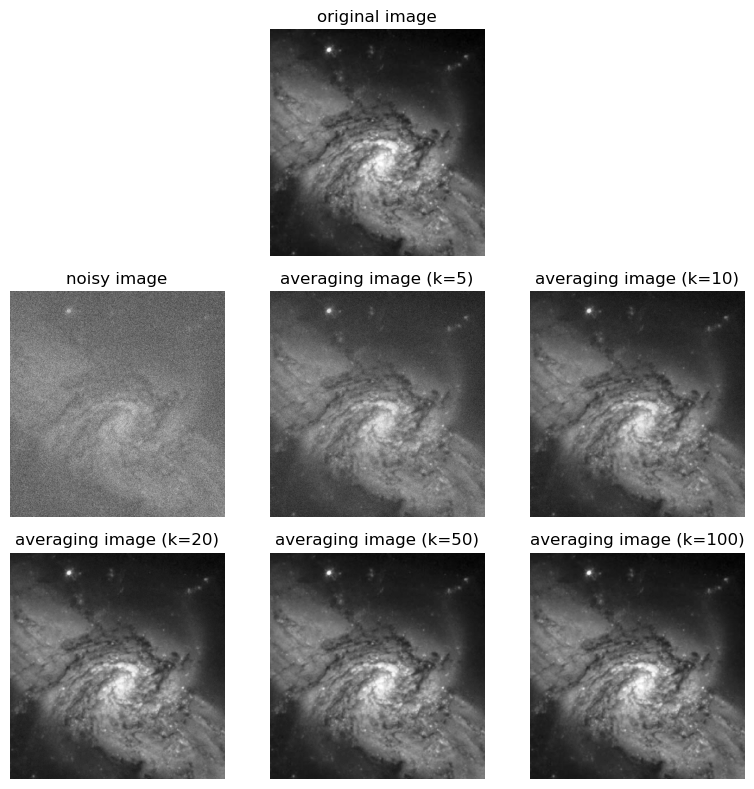 original image
noisy image
averaging image (k=5)
averaging image (k=10)
averaging image (k=20)
averaging image (k=50)
averaging image (k=100)